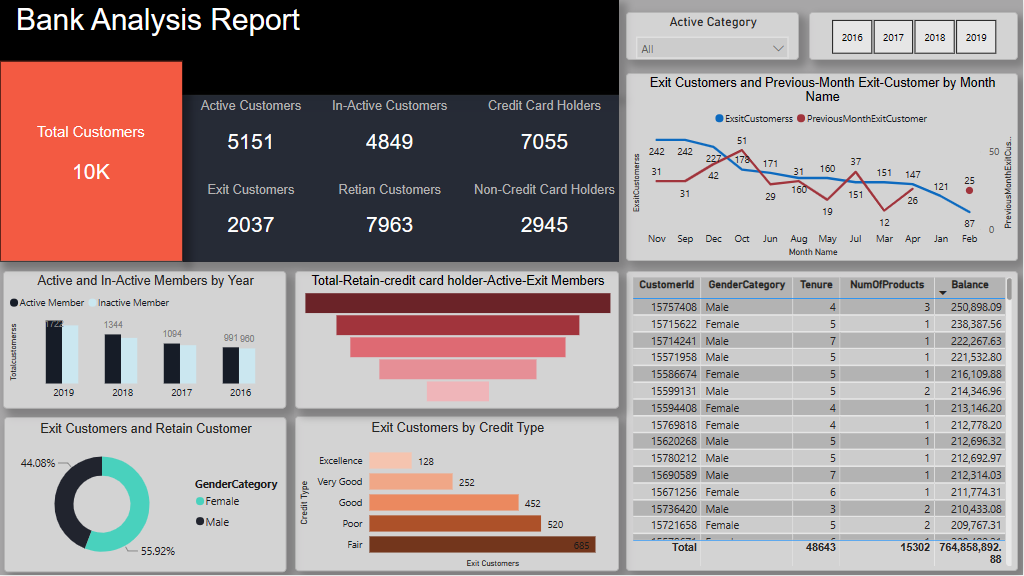 Bank Analysis Report
Total Customers
10K
Active Customers In-Active Customers Credit Card Holders
5151 4849 7055
Exit Customers Retian Customers Non-Credit Card Holders
2037 7963 2945
Active Category
All
2016 2017 2018 2019
Exit Customers and Previous-Month Exit-Customer by Month
Name
ExsitCustomerss PreviousMonthExitCustomer
ExsitCustomerss
242 242 227 178 171 160 160 151 151 147 121 87
31 31 42 51 29 31 19 37 12 26 25
50
0
PreviousMonthExitCus...
Nov Sep Dec Oct Jun Aug May Jul Mar Apr Jan Feb
Month Name
Active and In-Active Members by Year
Active Member Inactive Member
Totalcustomerss
1722 1344 1094 991 960
2019 2018 2017 2016
Total-Retain-credit card holder-Active-Exit Members
Exit Customers and Retain Customer
44.08%
55.92%
GenderCategory
Female
Male
Exit Customers by Credit Type
Credit Type
Excellence 128
Very Good 252
Good 452
Poor 520
Fair 685
Exit Customers
CustomerId GenderCategory Tenure NumOfProducts Balance
15757408 Male 4 3 250,898.09
15715622 Female 5 1 238,387.56
15714241 Male 7 1 222,267.63
15571958 Male 5 1 221,532.80
15586674 Female 5 1 216,109.88
15599131 Male 5 2 214,346.96
15594408 Female 4 1 213,146.20
15769818 Female 4 1 212,778.20
15620268 Male 5 1 212,696.32
15780212 Male 5 1 212,692.97
15690589 Male 7 1 212,314.03
15671256 Female 6 1 211,774.31
15736420 Male 3 2 210,433.08
15721658 Female 5 2 209,767.31
Total 48643 15302 764,858,892.
88